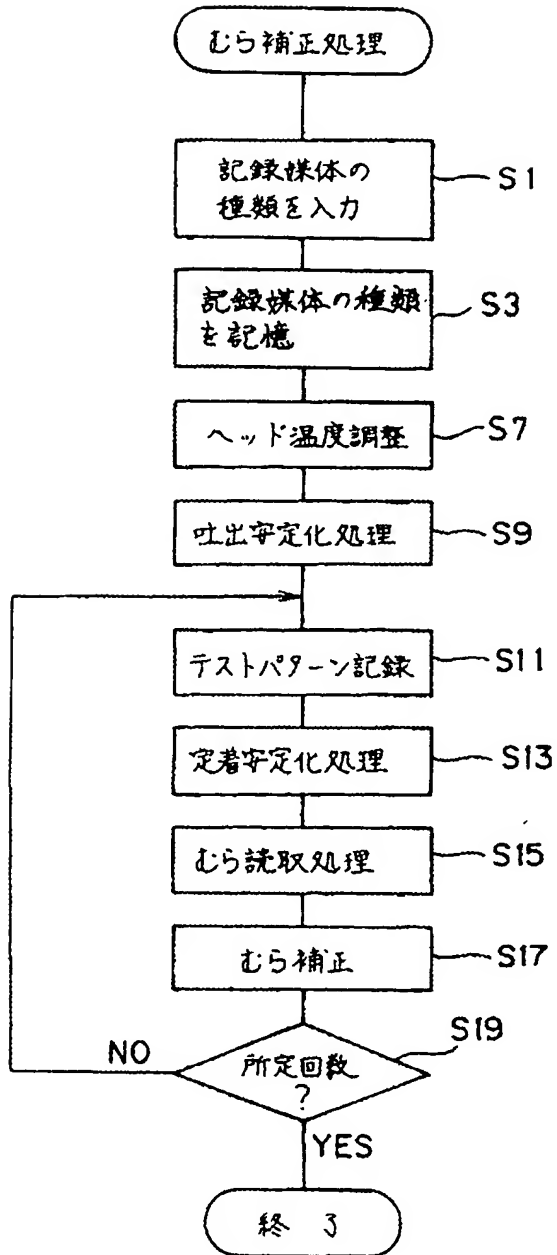 むら補正処理
記録媒体の
種類を入力
S1
記録媒体の種類
を記憶
S3
ヘッド温度調整
S7
吐出安定化処理
S9
テストパターン記録
S11
定着安定化処理
S13
むら読取処理
S15
むら補正
S17
所定回数
?
S19
NO
YES
終 了